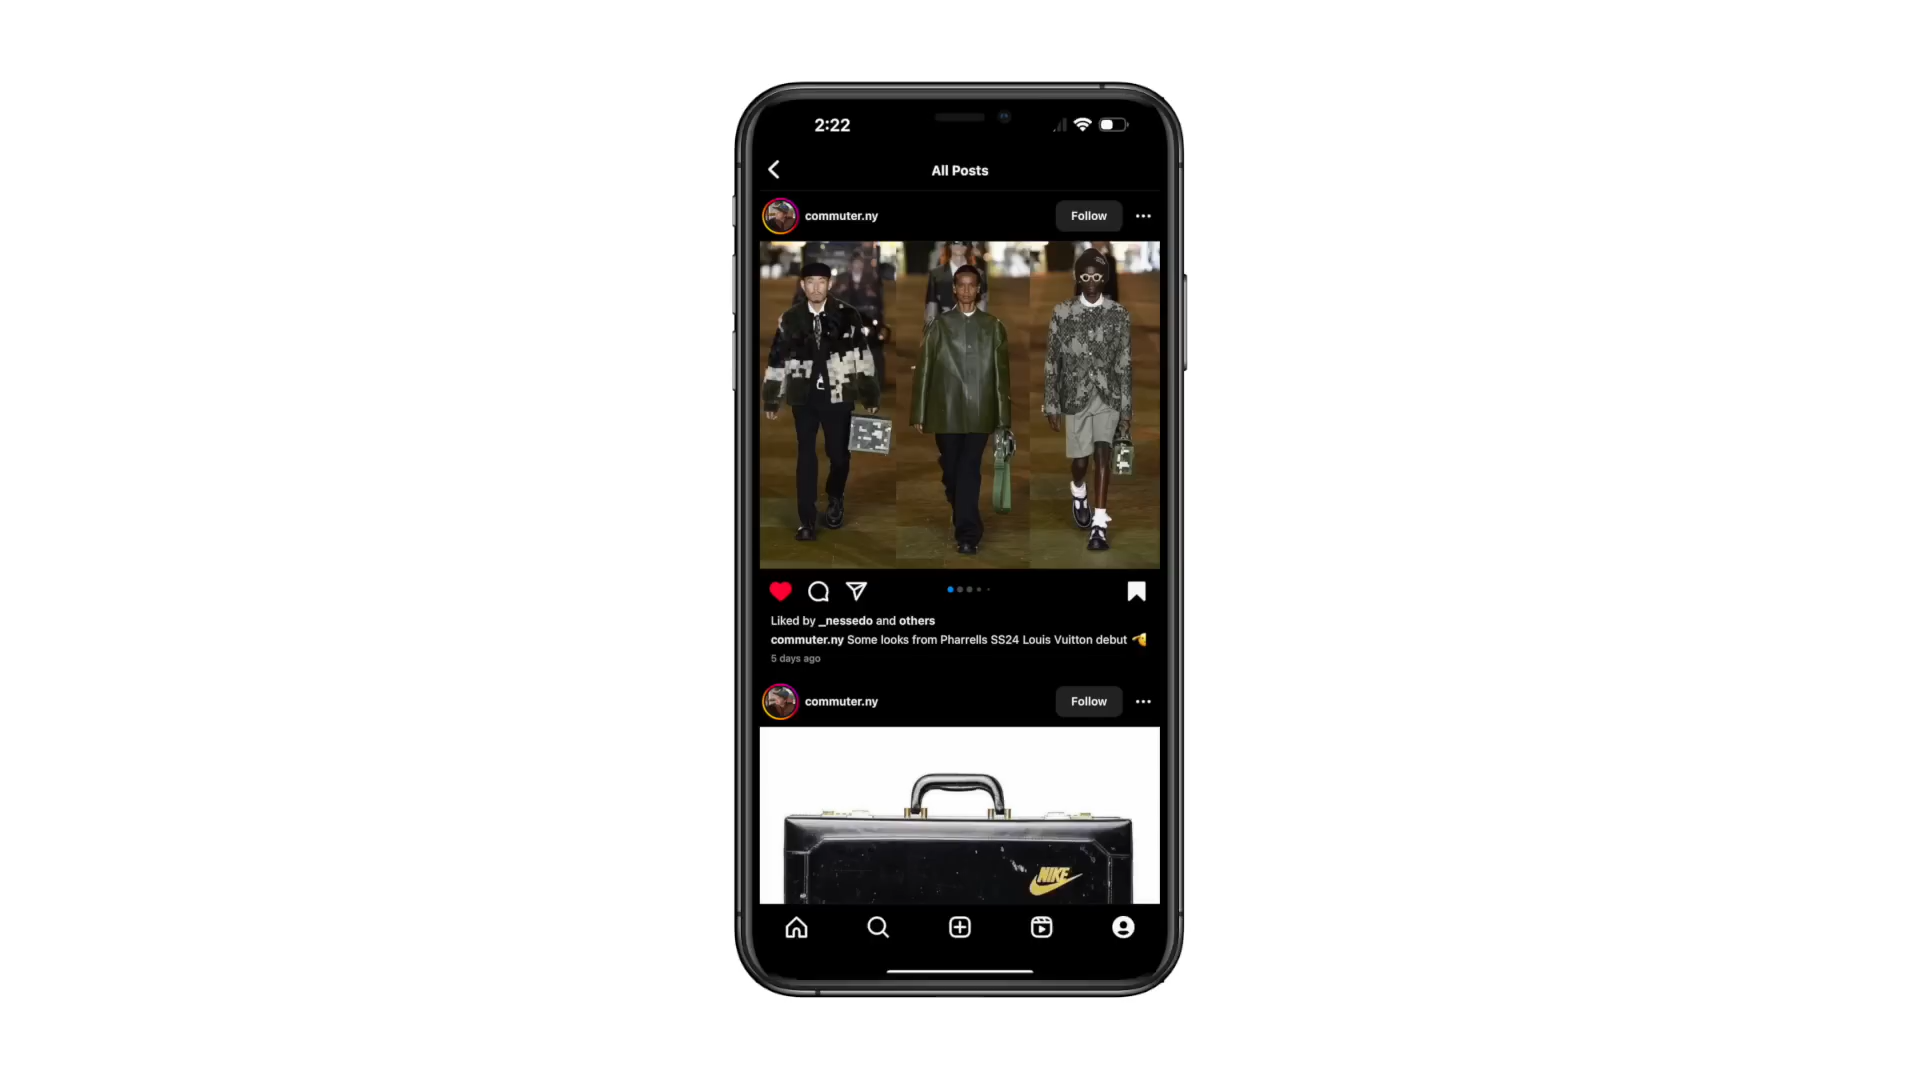 2:22
All Posts
commuter.ny
Follow
Liked by _nessedo and others
commuter.ny Some looks from Pharrells SS24 Louis Vuitton debut
5 days ago
commuter.ny
Follow
NIKE